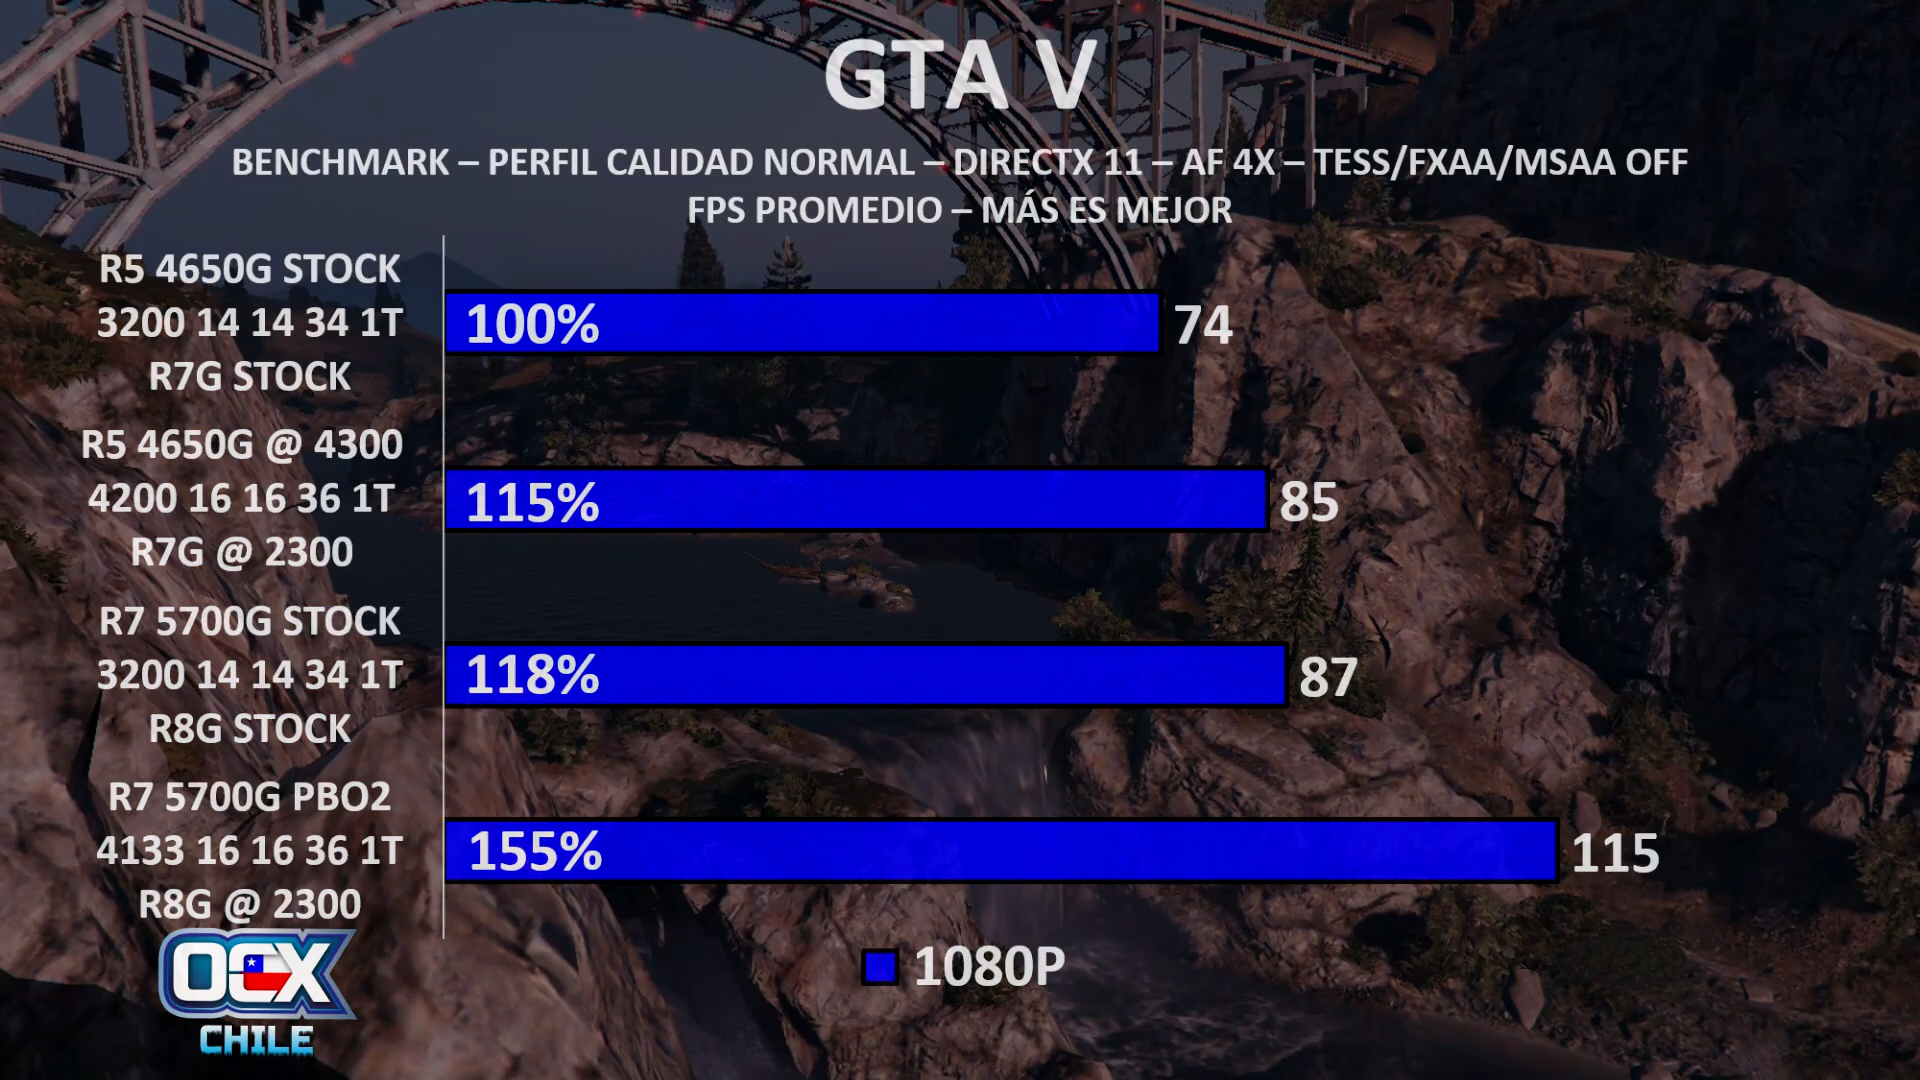 GTA V
BENCHMARK – PERFIL CALIDAD NORMAL – DIRECTX 11 – AF 4X – TESS/FXAA/MSAA OFF
FPS PROMEDIO – MÁS ES MEJOR
R5 4650G STOCK
3200 14 14 34 1T
R7G STOCK
100%
74
R5 4650G @ 4300
4200 16 16 36 1T
R7G @ 2300
115%
85
R7 5700G STOCK
3200 14 14 34 1T
R8G STOCK
118%
87
R7 5700G PBO2
4133 16 16 36 1T
R8G @ 2300
155%
115
1080P
OCX
CHILE